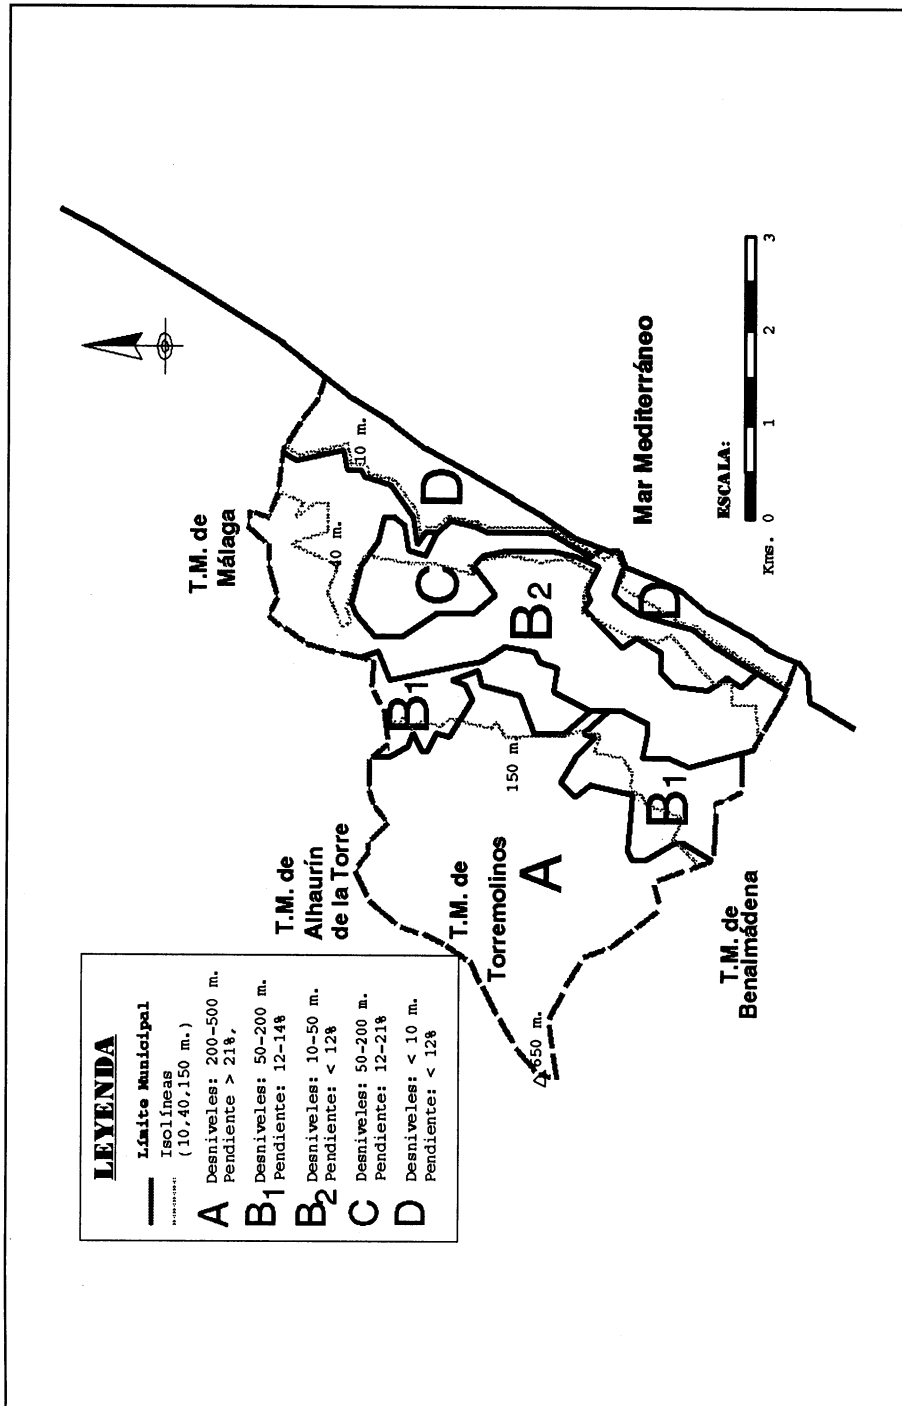 LEYENDA
Límite Municipal
Isolíneas
(10,40,150 m.)
A Desniveles: 200-500 m.
Pendiente > 21%,
B1 Desniveles: 50-200 m.
Pendiente: 12-14%
B2 Desniveles: 10-50 m.
Pendiente: < 12%
C Desniveles: 50-200 m.
Pendiente: 12-21%
D Desniveles: < 10 m.
Pendiente: < 12%
T.M. de
Alhaurín
de la Torre
T.M. de
Málaga
T.M. de
Torremolinos
T.M. de
Benalmádena
Mar Mediterráneo
A
B1
B1
B2
C
D
D
650 m.
150 m.
40 m.
10 m.
ESCALA:
Kms. 0 1 2 3